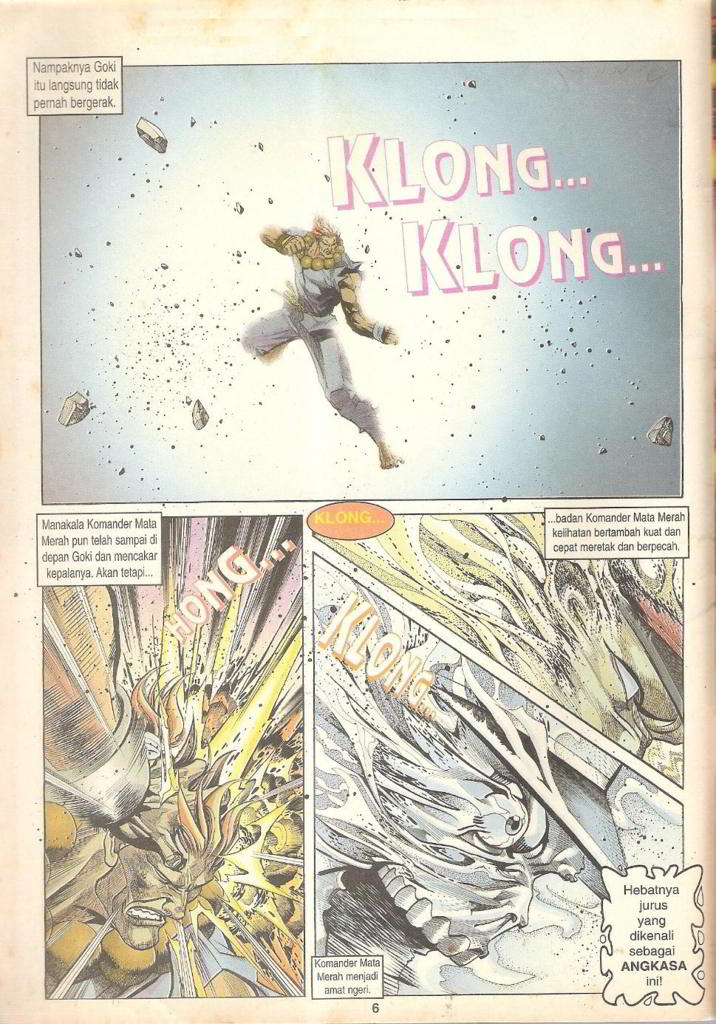 Nampaknya Goki
itu langsung tidak
pernah bergerak.
KLONG...
KLONG...
Manakala Komander Mata
Merah pun telah sampai di
depan Goki dan mencakar
kepalanya. Akan tetapi...
HONG...
KLONG...
...badan Komander Mata Merah
kelihatan bertambah kuat dan
cepat meretak dan berpecah.
KLONG...
Komander Mata
Merah menjadi
amat ngeri.
Hebatnya
jurus
yang
dikenali
sebagai
ANGKASA
ini!
6